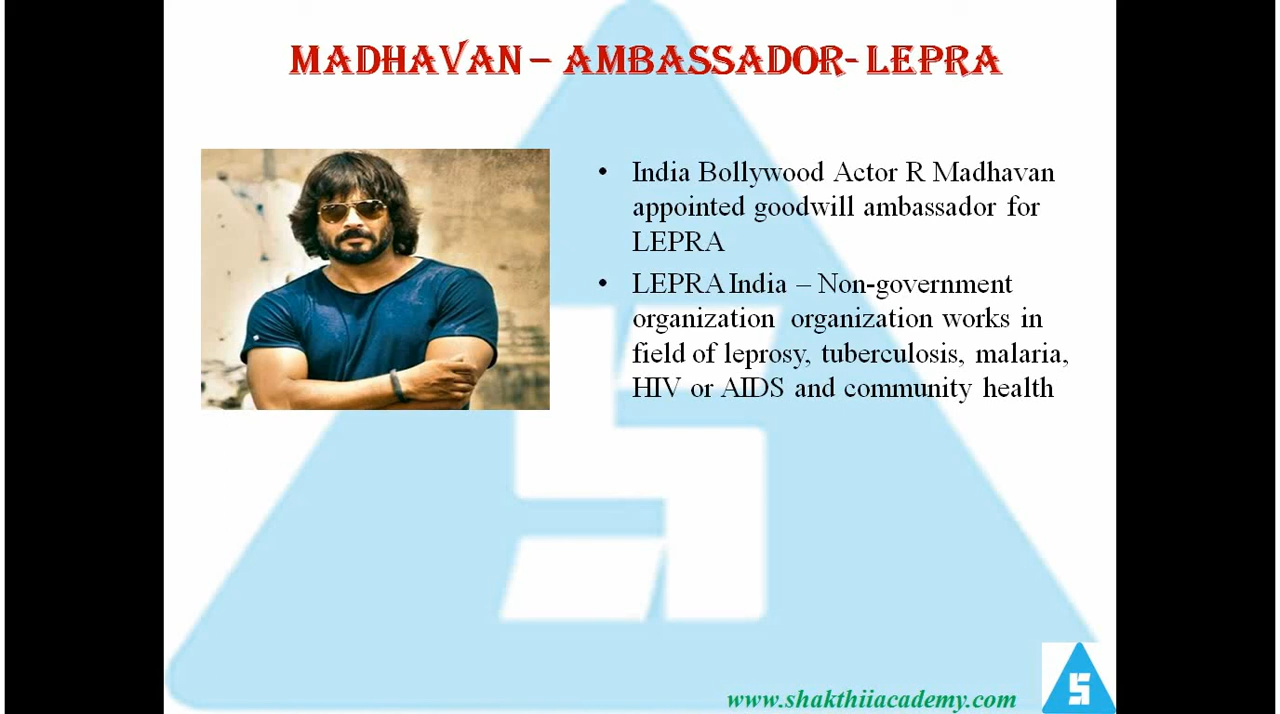 MADHAVAN – AMBASSADOR- LEPRA
• India Bollywood Actor R Madhavan
appointed goodwill ambassador for
LEPRA
• LEPRA India – Non-government
organization organization works in
field of leprosy, tuberculosis, malaria,
HIV or AIDS and community health
www.shakthiiacademy.com